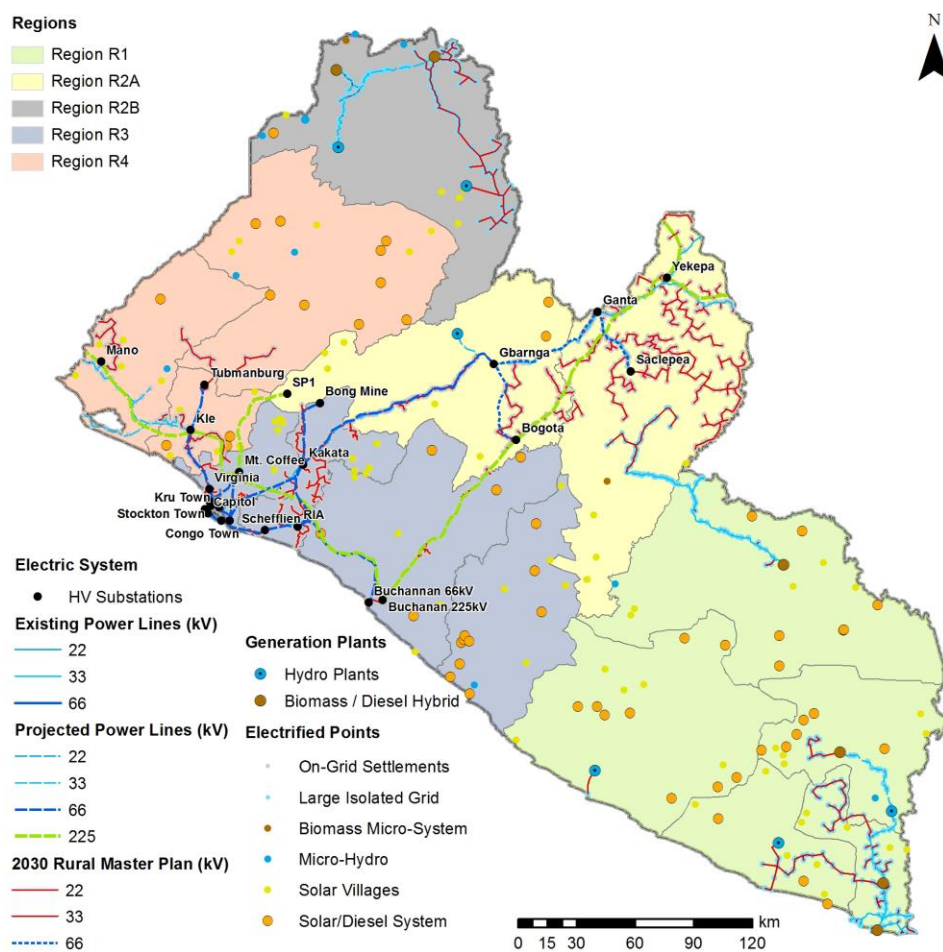 Regions
Region R1
Region R2A
Region R2B
Region R3
Region R4
N
Yekepa
Ganta
Mano
Gbarnga
Saclepea
Tubmanburg
SP1
Bong Mine
Kle
Bogota
Mt. Coffee
Kakata
Virginia
Kru Town
Capitol
Stockton Town
Schefflien
RIA
Congo Town
Buchannan 66kV
Buchanan 225kV
Electric System
HV Substations
Existing Power Lines (kV)
22
33
66
Projected Power Lines (kV)
22
33
66
225
2030 Rural Master Plan (kV)
22
33
66
Generation Plants
Hydro Plants
Biomass / Diesel Hybrid
Electrified Points
On-Grid Settlements
Large Isolated Grid
Biomass Micro-System
Micro-Hydro
Solar Villages
Solar/Diesel System
km
0 15 30 60 90 120